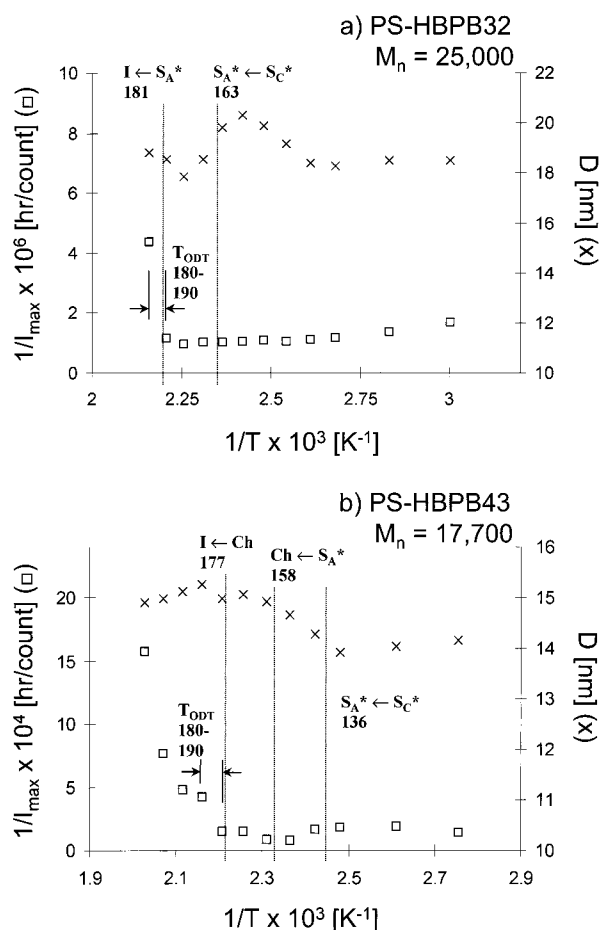 a) PS-HBPB32
Mn = 25,000
I ← SA*
181
SA* ← SC*
163
TODT
180-
190
10
8
6
4
2
0
22
20
18
16
14
12
10
2
2.25
2.5
2.75
3
1/Imax x 10⁶ [hr/count] (□)
D [nm] (x)
1/T x 10³ [K⁻¹]
b) PS-HBPB43
Mn = 17,700
I ← Ch
177
Ch ← SA*
158
SA* ← SC*
136
TODT
180-
190
20
15
10
5
0
16
15
14
13
12
11
10
1.9
2.1
2.3
2.5
2.7
2.9
1/Imax x 10⁴ [hr/count] (□)
D [nm] (x)
1/T x 10³ [K⁻¹]